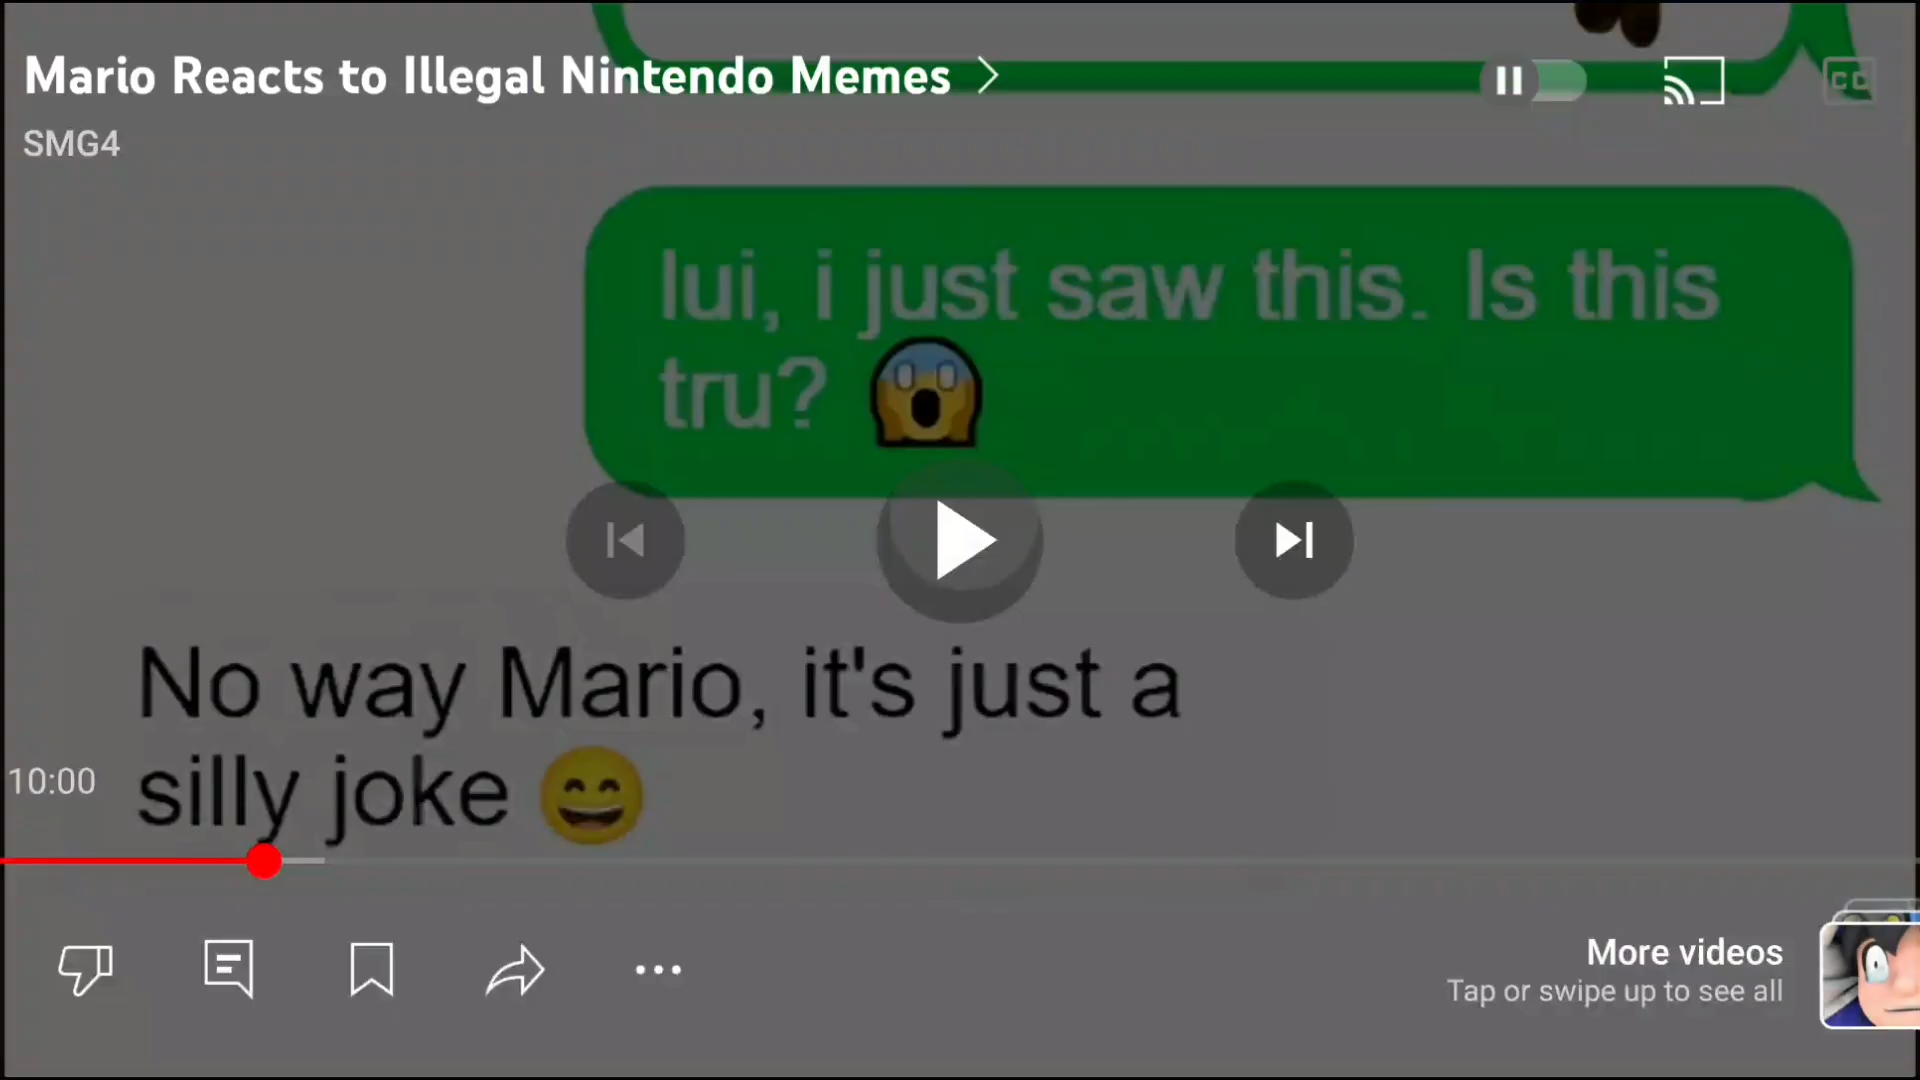 Mario Reacts to Illegal Nintendo Memes
CC
SMG4
lui, i just saw this. Is this
tru? 😱
No way Mario, it's just a
silly joke 😄
10:00
More videos
Tap or swipe up to see all